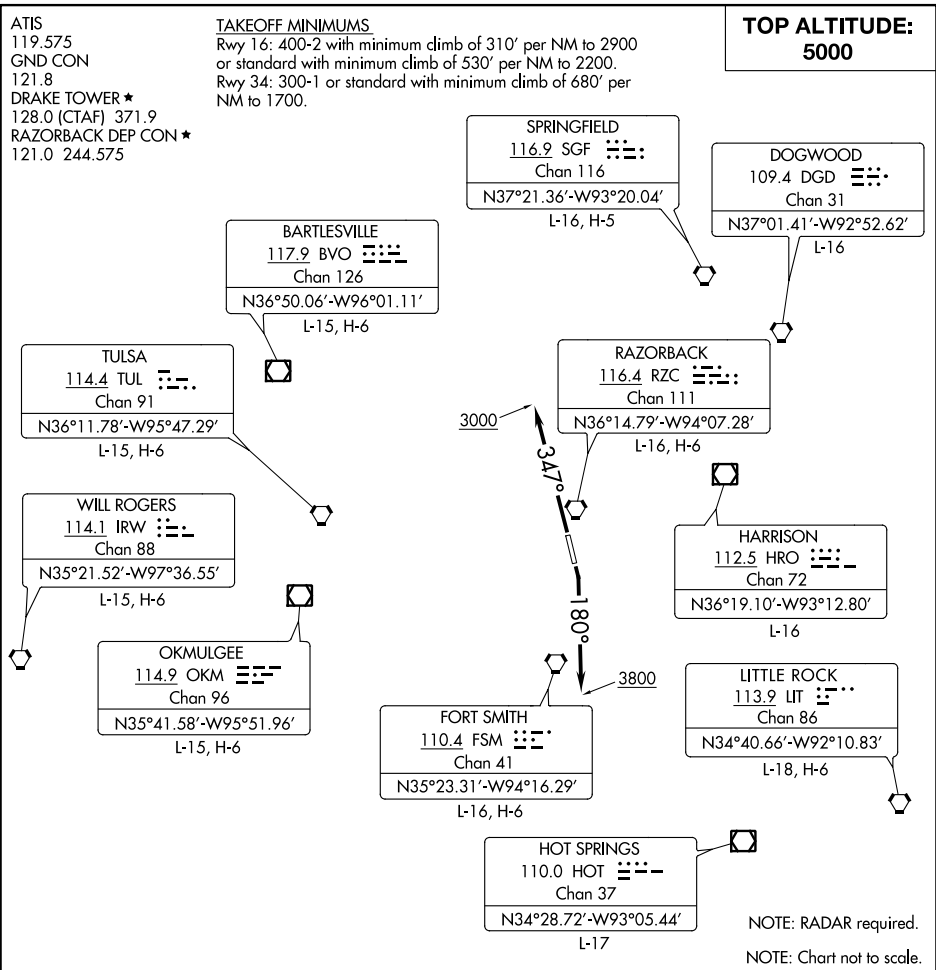 ATIS
119.575
GND CON
121.8
DRAKE TOWER ★
128.0 (CTAF) 371.9
RAZORBACK DEP CON ★
121.0 244.575
TAKEOFF MINIMUMS
Rwy 16: 400-2 with minimum climb of 310' per NM to 2900
or standard with minimum climb of 530' per NM to 2200.
Rwy 34: 300-1 or standard with minimum climb of 680' per
NM to 1700.
TOP ALTITUDE:
5000
SPRINGFIELD
116.9 SGF
Chan 116
N37°21.36'-W93°20.04'
L-16, H-5
DOGWOOD
109.4 DGD
Chan 31
N37°01.41'-W92°52.62'
L-16
BARTLESVILLE
117.9 BVO
Chan 126
N36°50.06'-W96°01.11'
L-15, H-6
TULSA
114.4 TUL
Chan 91
N36°11.78'-W95°47.29'
L-15, H-6
RAZORBACK
116.4 RZC
Chan 111
N36°14.79'-W94°07.28'
L-16, H-6
3000
347°
WILL ROGERS
114.1 IRW
Chan 88
N35°21.52'-W97°36.55'
L-15, H-6
HARRISON
112.5 HRO
Chan 72
N36°19.10'-W93°12.80'
L-16
180°
3800
OKMULGEE
114.9 OKM
Chan 96
N35°41.58'-W95°51.96'
L-15, H-6
FORT SMITH
110.4 FSM
Chan 41
N35°23.31'-W94°16.29'
L-16, H-6
LITTLE ROCK
113.9 LIT
Chan 86
N34°40.66'-W92°10.83'
L-18, H-6
HOT SPRINGS
110.0 HOT
Chan 37
N34°28.72'-W93°05.44'
L-17
NOTE: RADAR required.
NOTE: Chart not to scale.